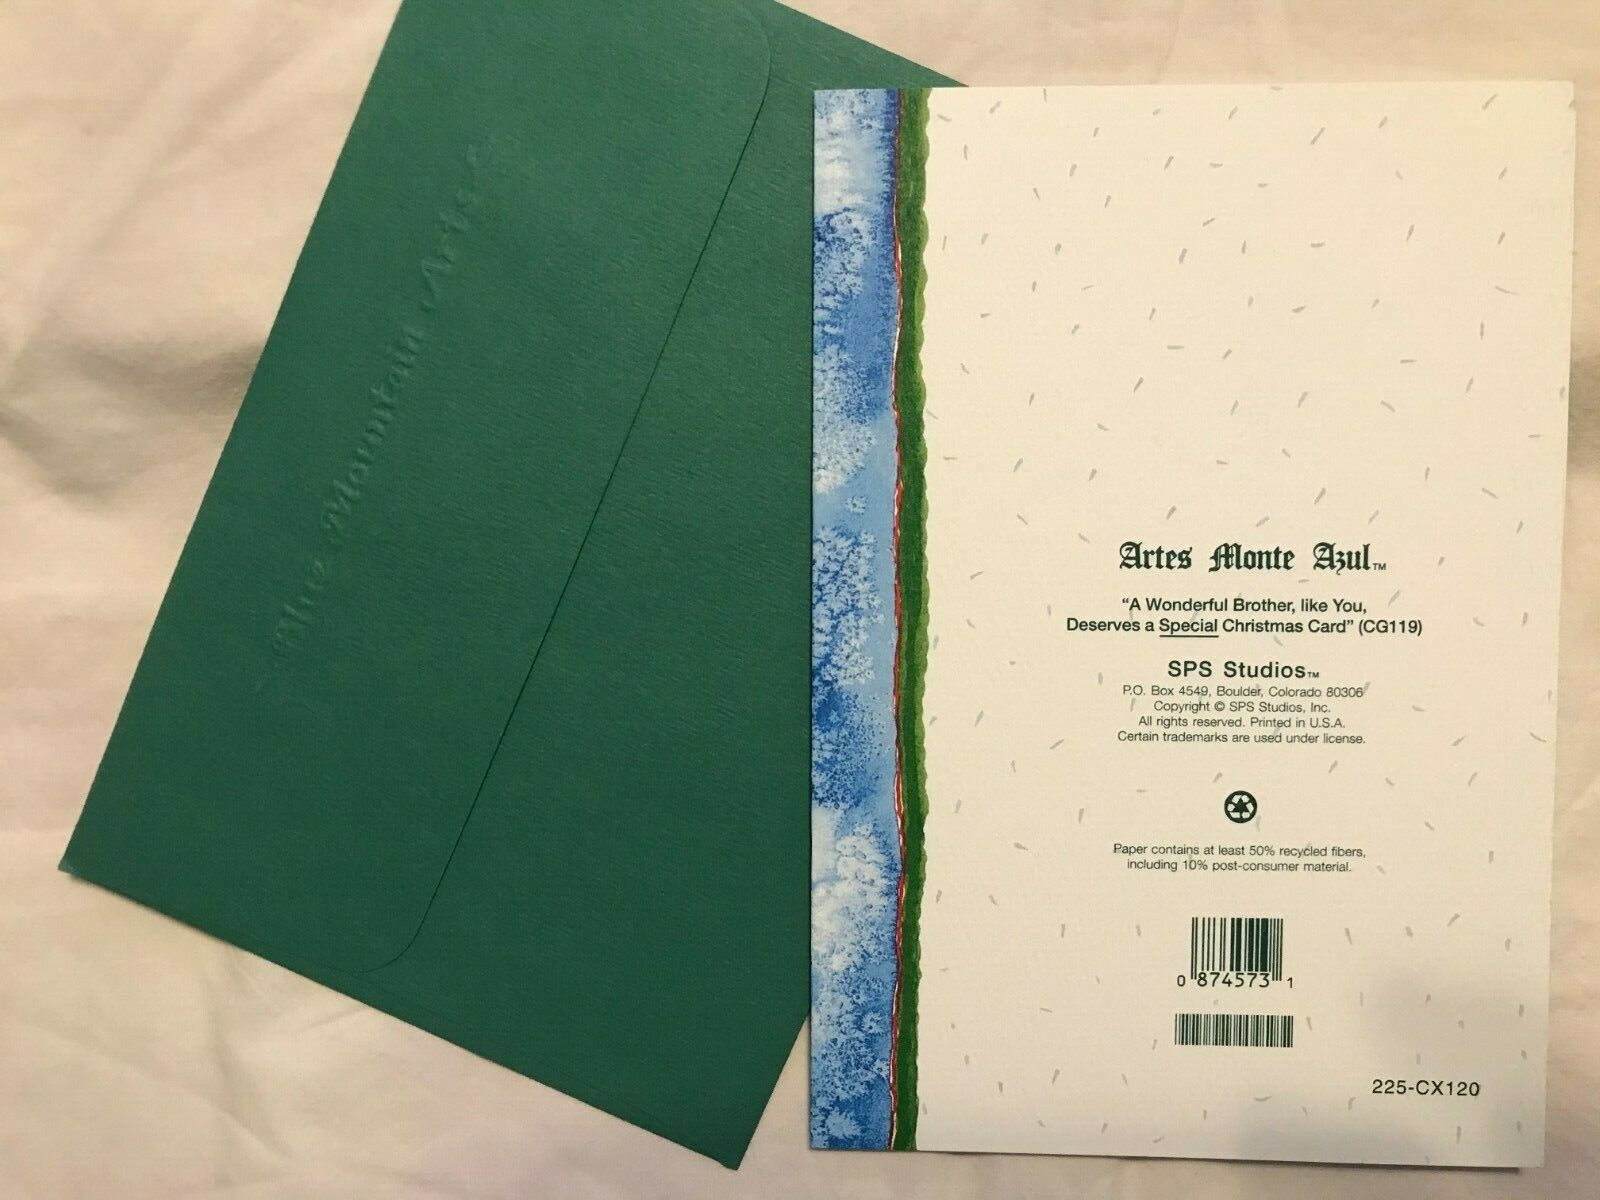 Blue Mountain Arts®
Artes Monte Azul™
“A Wonderful Brother, like You,
Deserves a Special Christmas Card” (CG119)
SPS Studios™
P.O. Box 4549, Boulder, Colorado 80306
Copyright © SPS Studios, Inc.
All rights reserved. Printed in U.S.A.
Certain trademarks are used under license.
Paper contains at least 50% recycled fibers,
including 10% post-consumer material.
0 874573 1
225-CX120